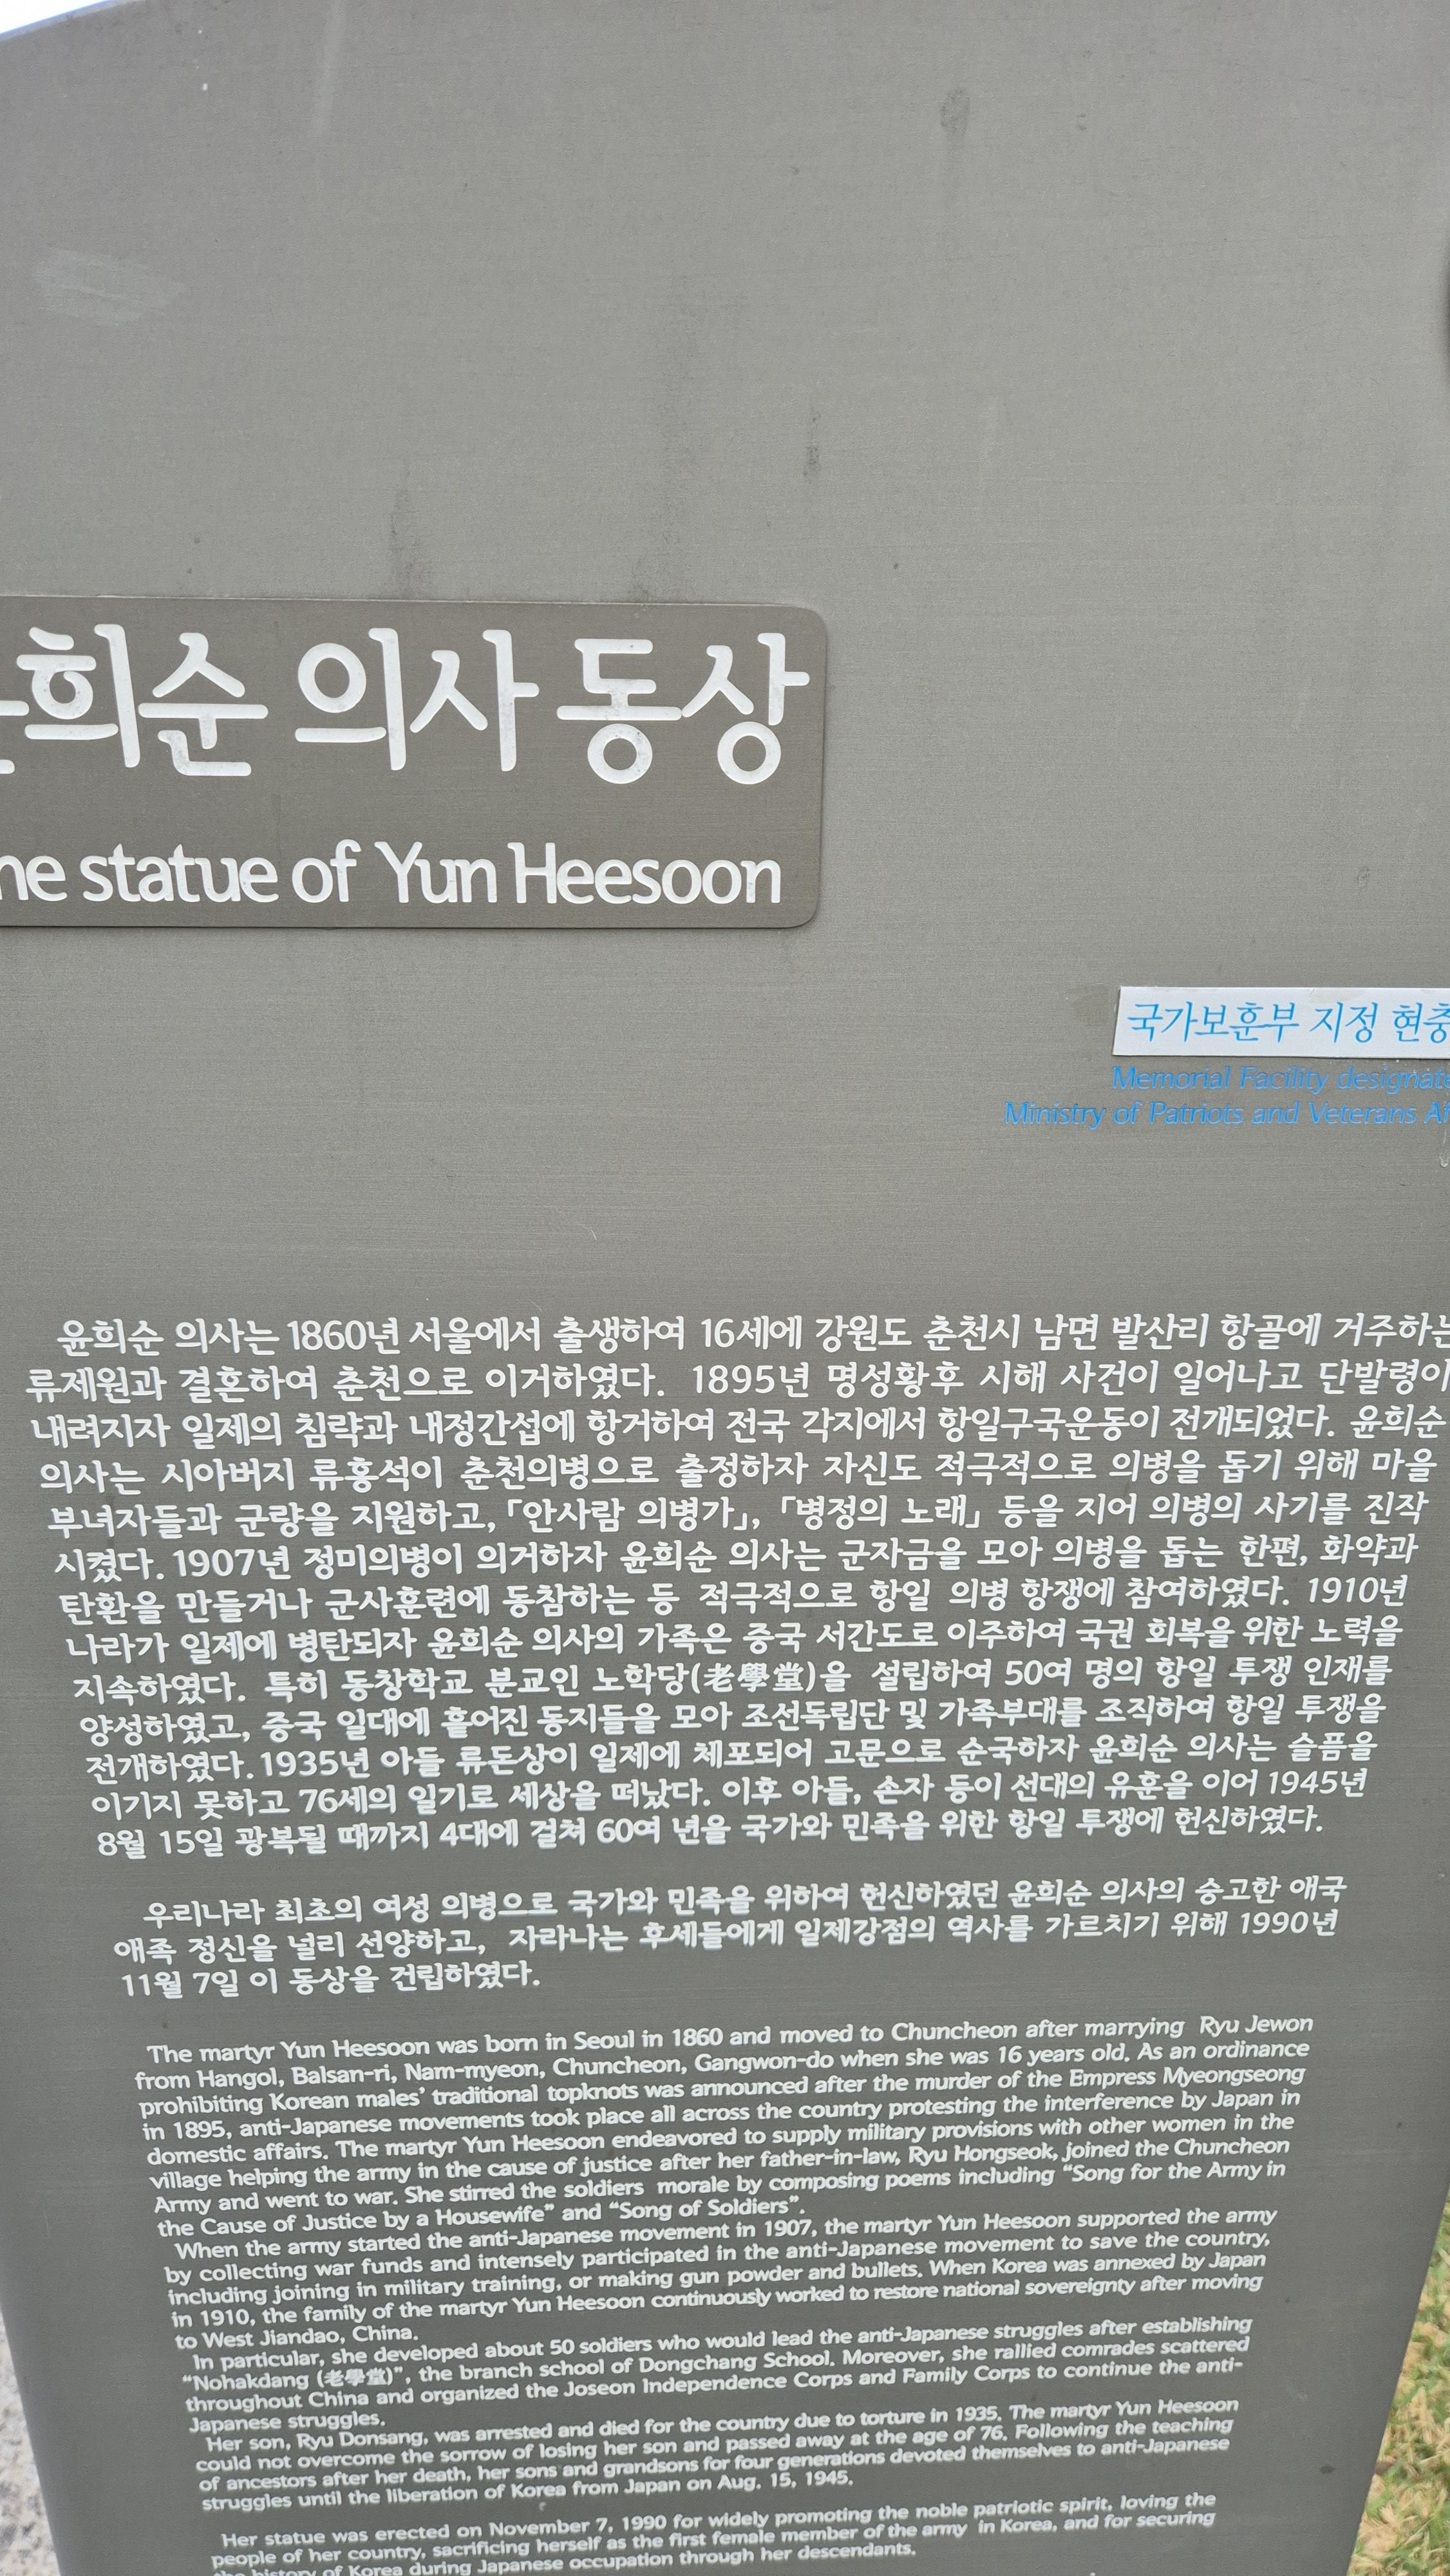 희순 의사 동상
statue of Yun Heesoon
국가보훈부 지정
Memorial Facility
Ministry of Patriots and Veterans
윤희순 의사는 1860년 서울에서 출생하여 16세에 강원도 춘천시 남면 발산리 항골에 거주하는
류제원과 결혼하여 춘천으로 이거하였다. 1895년 명성황후 시해 사건이 일어나고 단발령이
내려지자 일제의 침략과 내정간섭에 항거하여 전국 각지에서 항일구국운동이 전개되었다. 윤희순
의사는 시아버지 류홍석이 춘천의병으로 출정하자 자신도 적극적으로 의병을 돕기 위해 마을
부녀자들과 군량을 지원하고, 「안사람 의병가」, 「병정의 노래」 등을 지어 의병의 사기를 진작
시켰다. 1907년 정미의병이 의거하자 윤희순 의사는 군자금을 모아 의병을 돕는 한편, 화약과
탄환을 만들거나 군사훈련에 동참하는 등 적극적으로 항일 의병 항쟁에 참여하였다. 1910년
나라가 일제에 병탄되자 윤희순 의사의 가족은 중국 서간도로 이주하여 국권 회복을 위한 노력을
지속하였다. 특히 동창학교 분교인 노학당(老學堂)을 설립하여 50여 명의 항일 투쟁 인재를
양성하였고, 중국 일대에 흩어진 동지들을 모아 조선독립단 및 가족부대를 조직하여 항일 투쟁을
전개하였다. 1935년 아들 류돈상이 일제에 체포되어 고문으로 순국하자 윤희순 의사는 슬픔을
이기지 못하고 76세의 일기로 세상을 떠났다. 이후 아들, 손자 등이 선대의 유훈을 이어 1945년
8월 15일 광복될 때까지 4대에 걸쳐 60여 년을 국가와 민족을 위한 항일 투쟁에 헌신하였다.
우리나라 최초의 여성 의병으로 국가와 민족을 위하여 헌신하였던 윤희순 의사의 숭고한 애국
애족 정신을 널리 선양하고, 자라나는 후세들에게 일제강점의 역사를 가르치기 위해 1990년
11월 7일 이 동상을 건립하였다.
The martyr Yun Heesoon was born in Seoul in 1860 and moved to Chuncheon after marrying Ryu Jewon
from Hangol, Balsan-ri, Nam-myeon, Chuncheon, Gangwon-do when she was 16 years old. As an ordinance
prohibiting Korean males' traditional topknots was announced after the murder of the Empress Myeongseong
in 1895, anti-Japanese movements took place all across the country protesting the interference by Japan in
domestic affairs. The martyr Yun Heesoon endeavored to supply military provisions with other women in the
village helping the army in the cause of justice after her father-in-law, Ryu Hongseok, joined the Chuncheon
Army and went to war. She stirred the soldiers morale by composing poems including "Song for the Army in
the Cause of Justice by a Housewife" and "Song of Soldiers".
When the army started the anti-Japanese movement in 1907, the martyr Yun Heesoon supported the army
by collecting war funds and intensely participated in the anti-Japanese movement to save the country,
including joining in military training, or making gun powder and bullets. When Korea was annexed by Japan
in 1910, the family of the martyr Yun Heesoon continuously worked to restore national sovereignty after moving
to West Jiandao, China.
In particular, she developed about 50 soldiers who would lead the anti-Japanese struggles after establishing
"Nohakdang (老學堂)", the branch school of Dongchang School. Moreover, she rallied comrades scattered
throughout China and organized the Joseon Independence Corps and Family Corps to continue the anti-
Japanese struggles.
Her son, Ryu Donsang, was arrested and died for the country due to torture in 1935. The martyr Yun Heesoon
could not overcome the sorrow of losing her son and passed away at the age of 76. Following the teaching
of ancestors after her death, her sons and grandsons for four generations devoted themselves to anti-Japanese
struggles until the liberation of Korea from Japan on Aug. 15, 1945.
Her statue was erected on November 7, 1990 for widely promoting the noble patriotic spirit, loving the
people of her country, sacrificing herself as the first female member of the army in Korea, and for securing
history of Korea during Japanese occupation through her descendants.